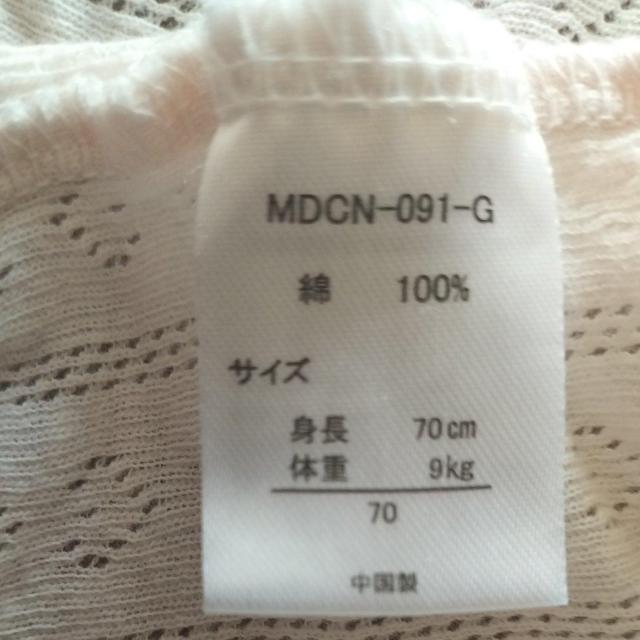 MDCN-091-G
綿 100%
サイズ
身長 70cm
体重 9kg
70
中国製